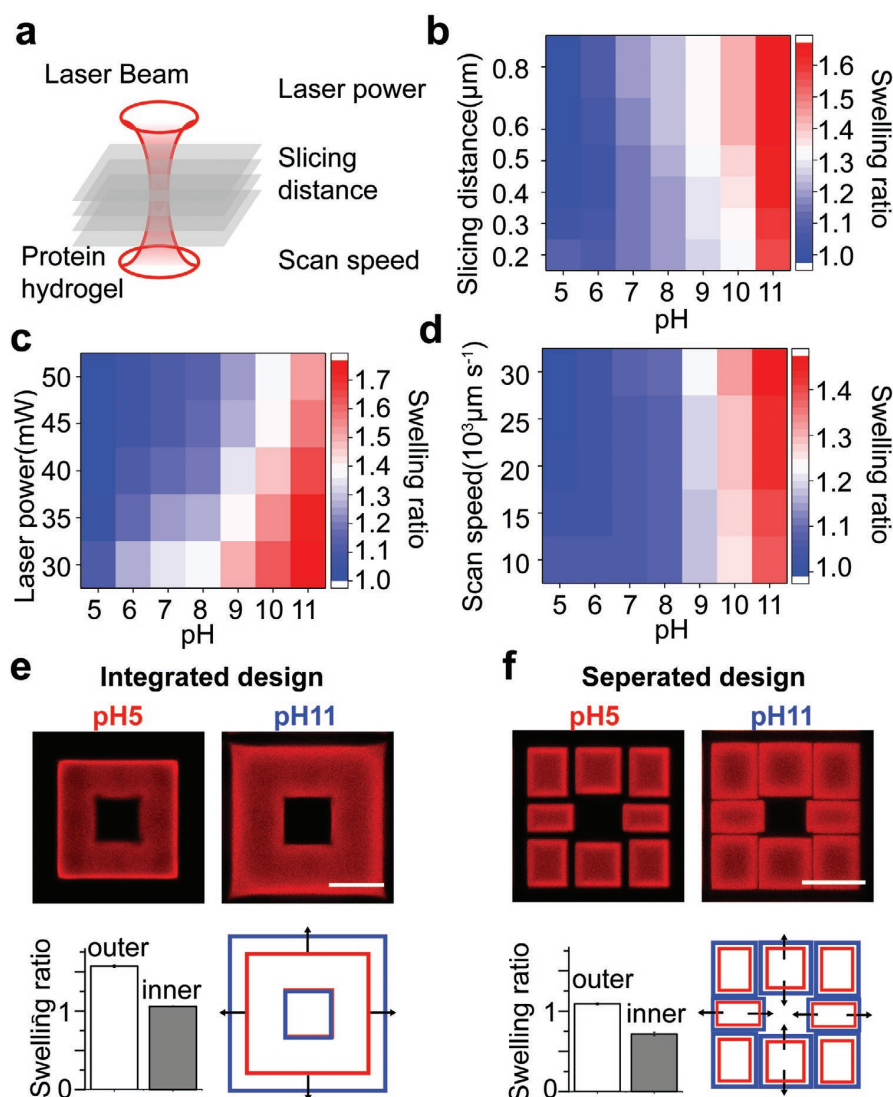 a
Laser Beam
Laser power
Slicing
distance
Protein
hydrogel
Scan speed
b
Slicing distance(μm)
0.8
0.6
0.5
0.4
0.3
0.2
5 6 7 8 9 10 11
pH
1.6
1.5
1.4
1.3
1.2
1.1
1.0
Swelling ratio
c
Laser power(mW)
50
45
40
35
30
5 6 7 8 9 10 11
pH
1.7
1.6
1.5
1.4
1.3
1.2
1.1
1.0
Swelling ratio
d
Scan speed(10³μm s⁻¹)
30
25
20
15
10
5 6 7 8 9 10 11
pH
1.4
1.3
1.2
1.1
1.0
Swelling ratio
e
Integrated design
pH5 pH11
Swelling ratio
1
0
outer
inner
f
Seperated design
pH5 pH11
Swelling ratio
1
0
outer
inner